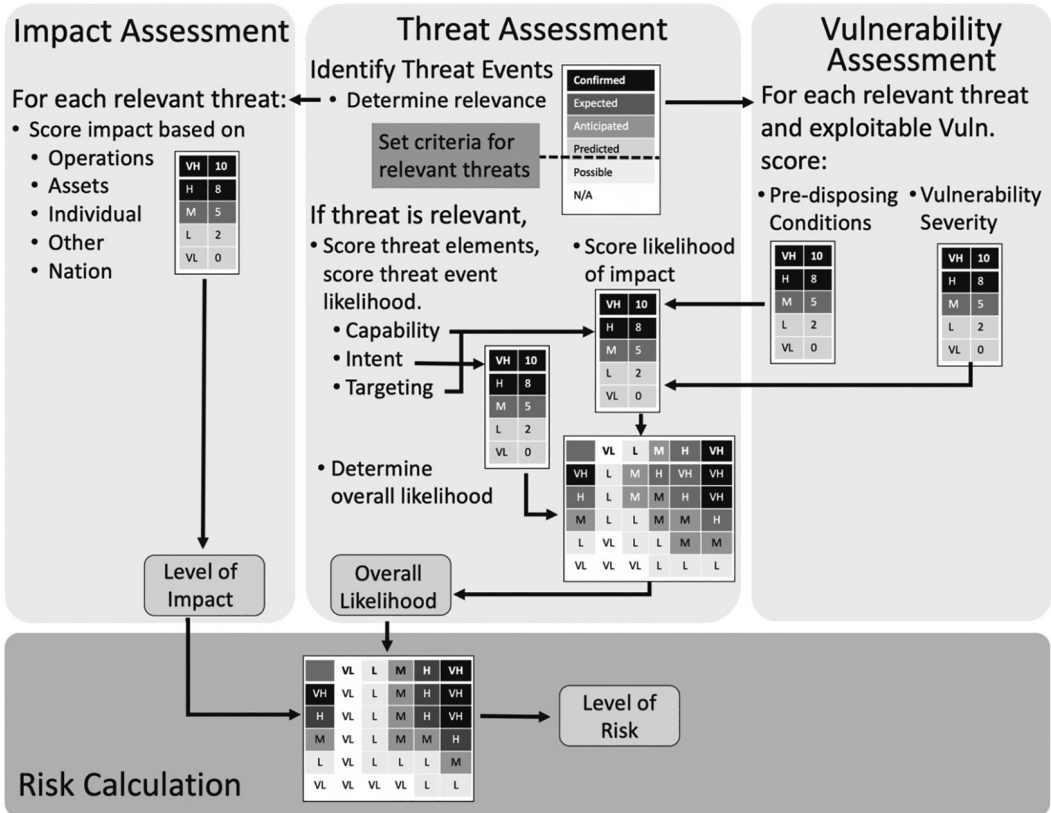 Impact Assessment
For each relevant threat:
• Score impact based on
• Operations
• Assets
• Individual
• Other
• Nation
VH 10
H 8
M 5
L 2
VL 0
Level of
Impact
Threat Assessment
Identify Threat Events
• Determine relevance
Set criteria for
relevant threats
Confirmed
Expected
Anticipated
Predicted
Possible
N/A
If threat is relevant,
• Score threat elements,
score threat event
likelihood.
• Capability
• Intent
• Targeting
VH 10
H 8
M 5
L 2
VL 0
• Score likelihood
of impact
VH 10
H 8
M 5
L 2
VL 0
• Determine
overall likelihood
VL L M H VH
VH L M H VH VH
H L M M H VH
M L L M M H
L VL L L M M
VL VL VL L L L
Overall
Likelihood
Vulnerability
Assessment
For each relevant threat
and exploitable Vuln.
score:
• Pre-disposing
Conditions
VH 10
H 8
M 5
L 2
VL 0
• Vulnerability
Severity
VH 10
H 8
M 5
L 2
VL 0
Risk Calculation
VL L M H VH
VH VL L M H VH
H VL L M H VH
M VL L M M H
L VL L L L M
VL VL VL VL L L
Level of
Risk